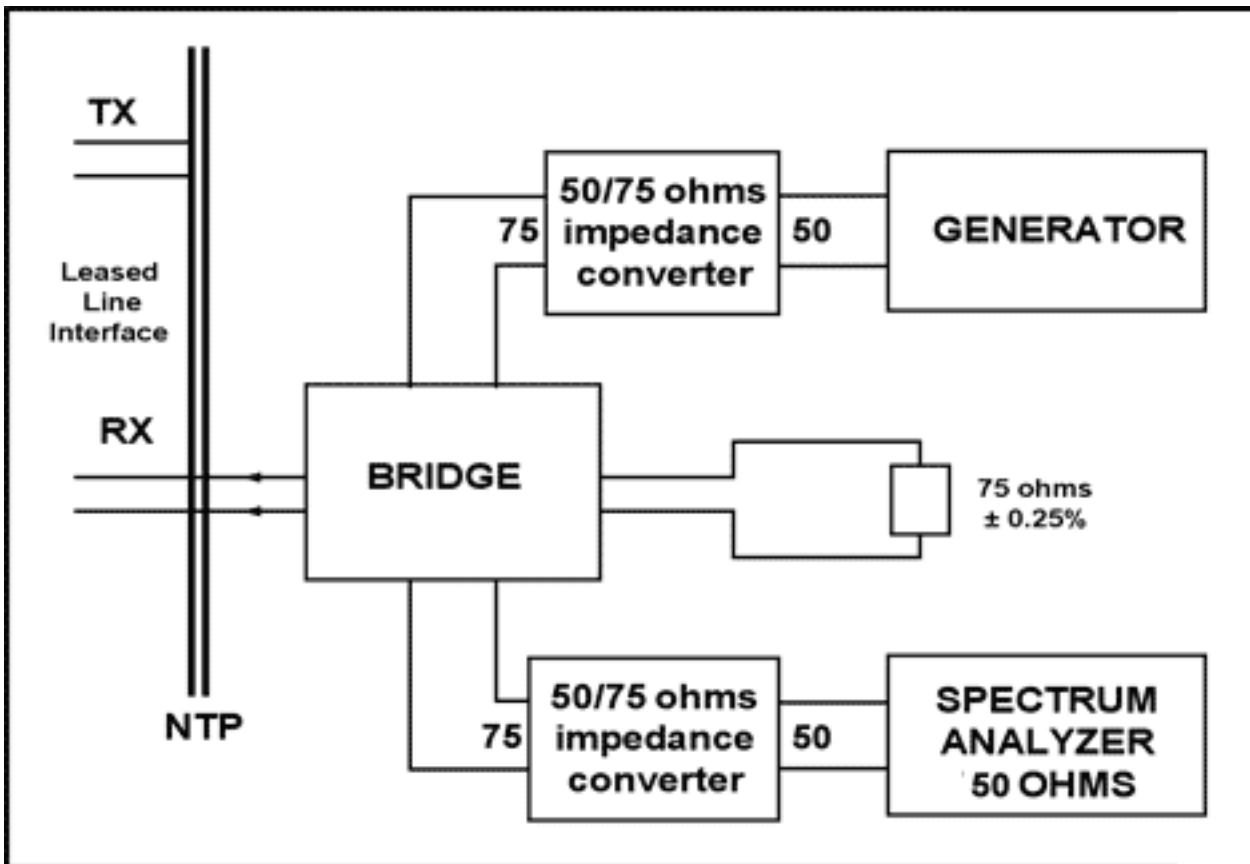 TX
Leased
Line
Interface
RX
NTP
75
50/75 ohms
impedance
converter
50
GENERATOR
BRIDGE
75 ohms
± 0.25%
75
50/75 ohms
impedance
converter
50
SPECTRUM
ANALYZER
50 OHMS